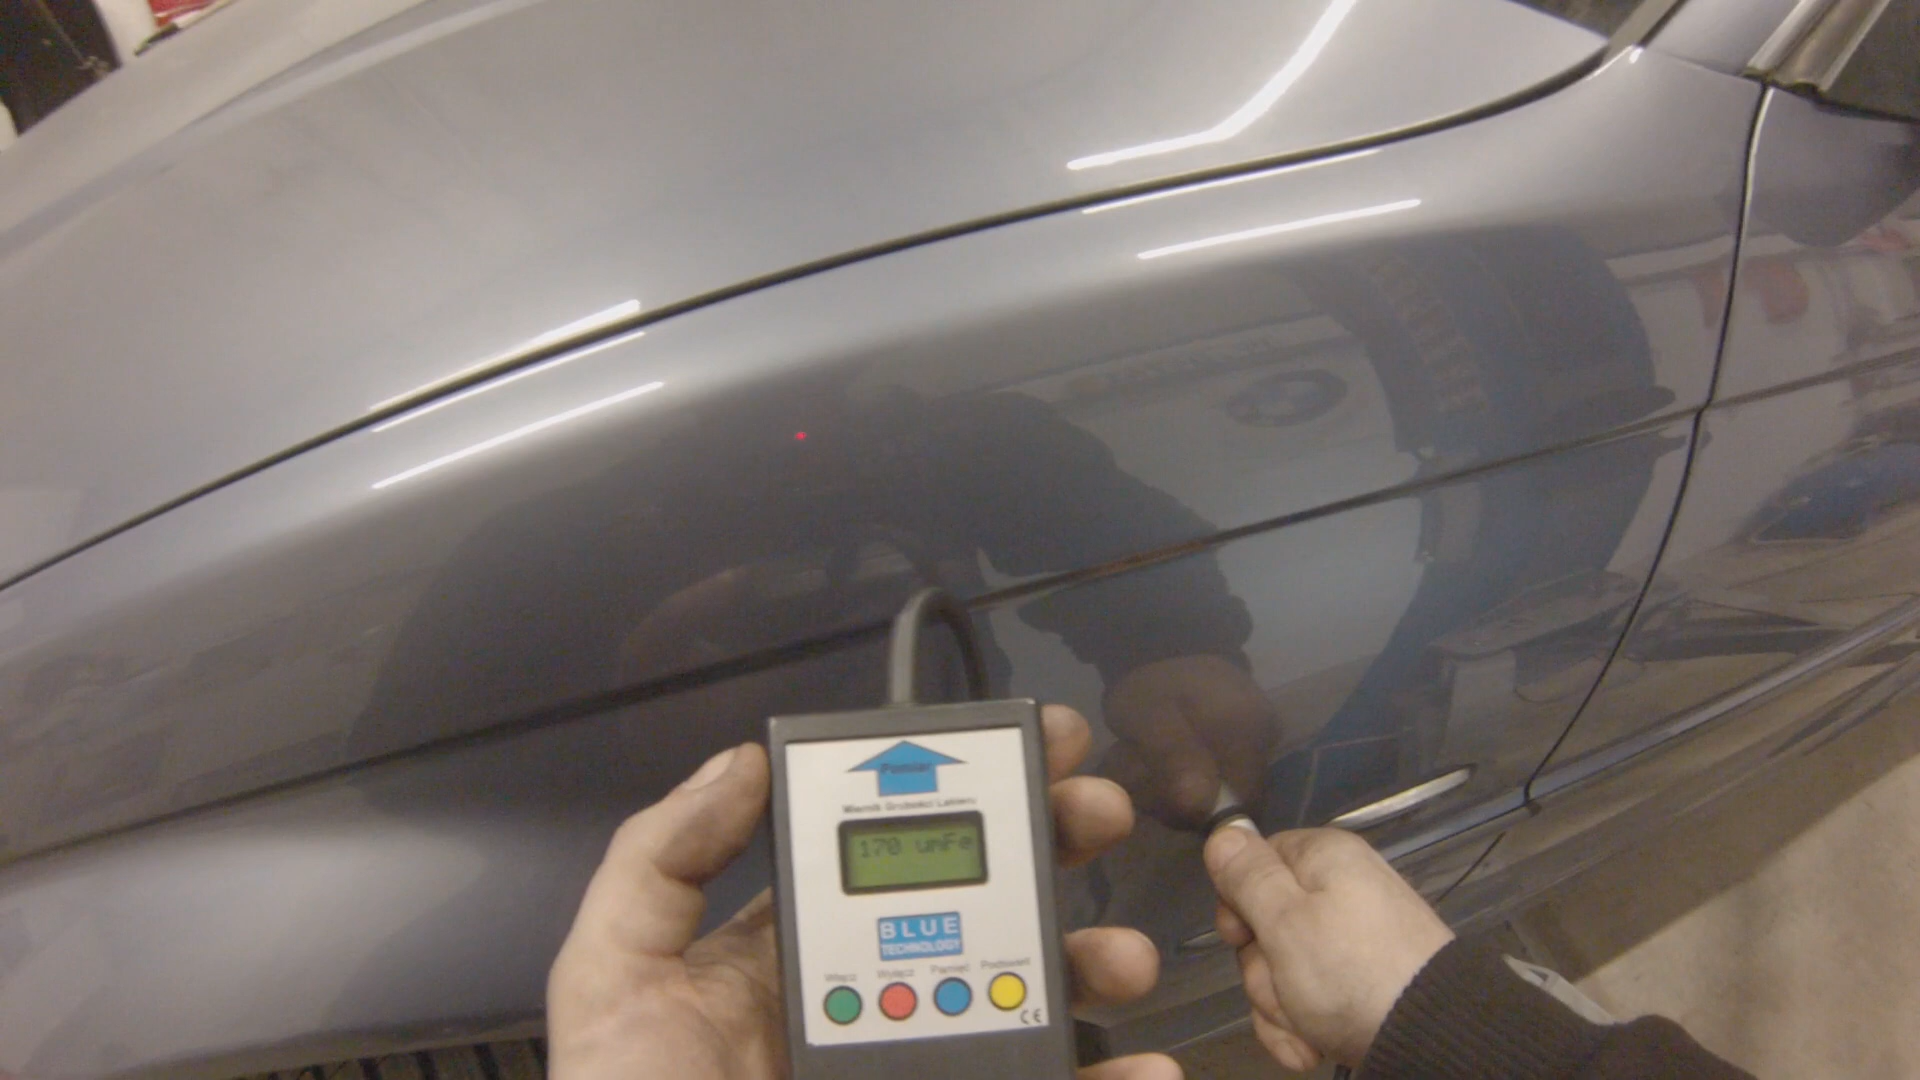 Pomiar
Miernik Grubości Lakieru
170 umFe
BLUE
TECHNOLOGY
Włącz Wyłącz Pamięć Podświetl
CE